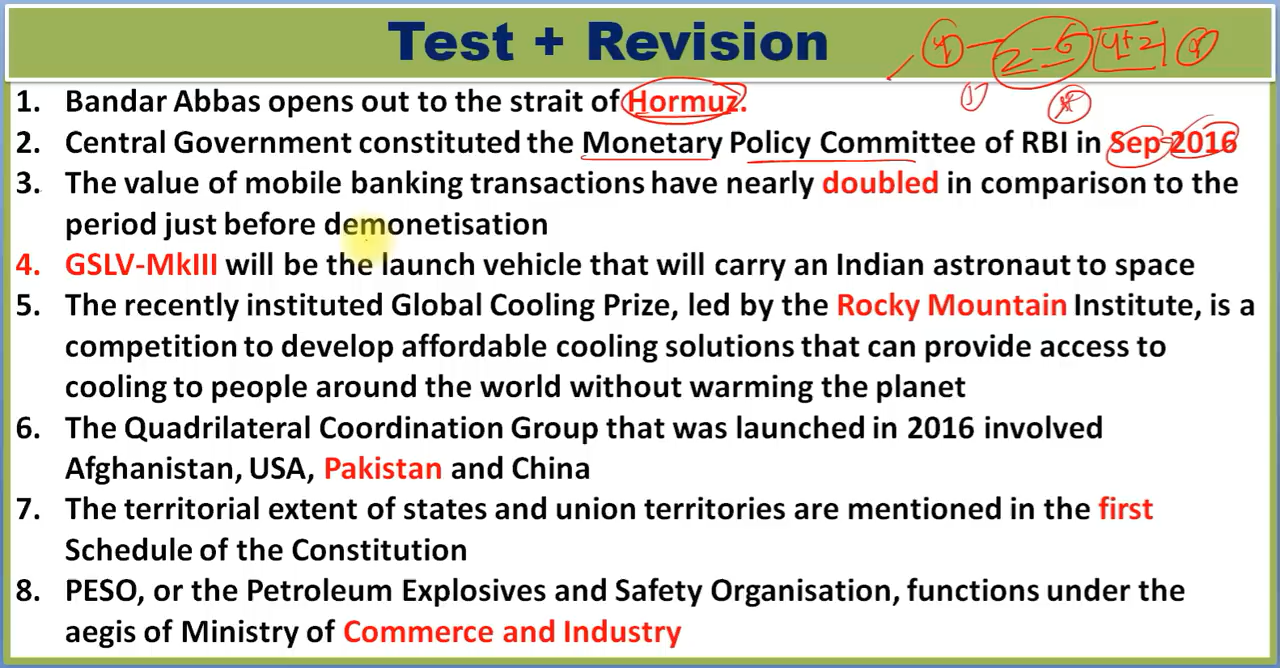 Test + Revision
4 2-6 4+2
1. Bandar Abbas opens out to the strait of Hormuz.
2. Central Government constituted the Monetary Policy Committee of RBI in Sep 2016
3. The value of mobile banking transactions have nearly doubled in comparison to the
period just before demonetisation
4. GSLV-MkIII will be the launch vehicle that will carry an Indian astronaut to space
5. The recently instituted Global Cooling Prize, led by the Rocky Mountain Institute, is a
competition to develop affordable cooling solutions that can provide access to
cooling to people around the world without warming the planet
6. The Quadrilateral Coordination Group that was launched in 2016 involved
Afghanistan, USA, Pakistan and China
7. The territorial extent of states and union territories are mentioned in the first
Schedule of the Constitution
8. PESO, or the Petroleum Explosives and Safety Organisation, functions under the
aegis of Ministry of Commerce and Industry